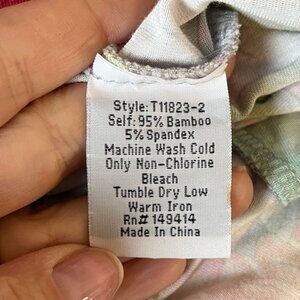 Style: T11823-2
Self: 95% Bamboo
5% Spandex
Machine Wash Cold
Only Non-Chlorine
Bleach
Tumble Dry Low
Warm Iron
Rn# 149414
Made In China